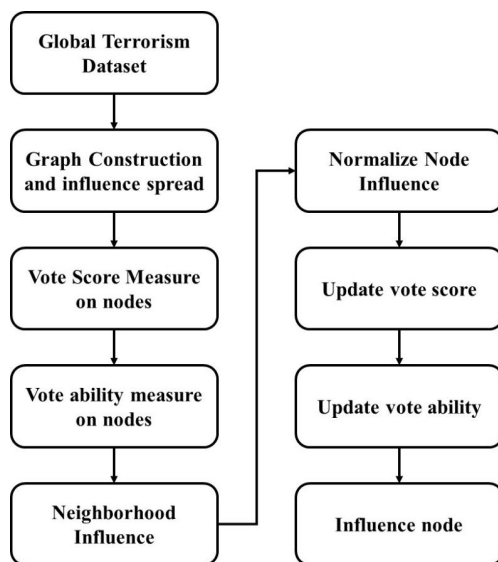 Global Terrorism
Dataset
Graph Construction
and influence spread
Vote Score Measure
on nodes
Vote ability measure
on nodes
Neighborhood
Influence
Normalize Node
Influence
Update vote score
Update vote ability
Influence node